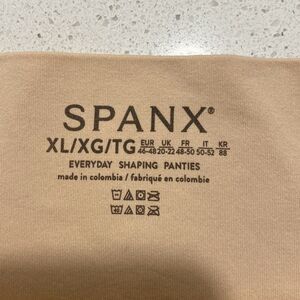 SPANX®
XL/XG/TG EUR UK FR IT KR
46-48 20-22 48-50 50-52 88
EVERYDAY SHAPING PANTIES
made in colombia / fabriqué en colombie